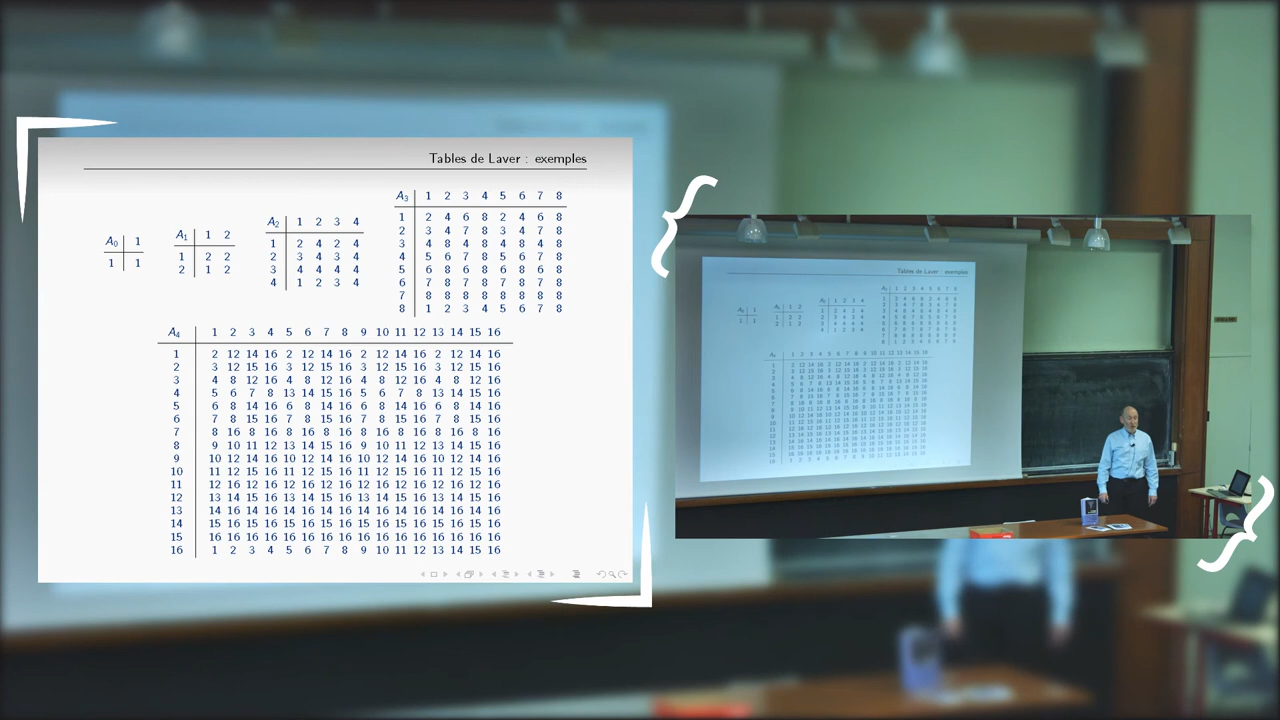 Tables de Laver : exemples
A0 1
1 1
A1 1 2
1 2 2
2 1 2
A2 1 2 3 4
1 2 4 2 4
2 3 4 3 4
3 4 4 4 4
4 1 2 3 4
A3 1 2 3 4 5 6 7 8
1 2 4 6 8 2 4 6 8
2 3 4 7 8 3 4 7 8
3 4 8 4 8 4 8 4 8
4 5 6 7 8 5 6 7 8
5 6 8 6 8 6 8 6 8
6 7 8 7 8 7 8 7 8
7 8 8 8 8 8 8 8 8
8 1 2 3 4 5 6 7 8
A4 1 2 3 4 5 6 7 8 9 10 11 12 13 14 15 16
1 2 12 14 16 2 12 14 16 2 12 14 16 2 12 14 16
2 3 12 15 16 3 12 15 16 3 12 15 16 3 12 15 16
3 4 8 12 16 4 8 12 16 4 8 12 16 4 8 12 16
4 5 6 7 8 13 14 15 16 5 6 7 8 13 14 15 16
5 6 8 14 16 6 8 14 16 6 8 14 16 6 8 14 16
6 7 8 15 16 7 8 15 16 7 8 15 16 7 8 15 16
7 8 16 8 16 8 16 8 16 8 16 8 16 8 16 8 16
8 9 10 11 12 13 14 15 16 9 10 11 12 13 14 15 16
9 10 12 14 16 10 12 14 16 10 12 14 16 10 12 14 16
10 11 12 15 16 11 12 15 16 11 12 15 16 11 12 15 16
11 12 16 12 16 12 16 12 16 12 16 12 16 12 16 12 16
12 13 14 15 16 13 14 15 16 13 14 15 16 13 14 15 16
13 14 16 14 16 14 16 14 16 14 16 14 16 14 16 14 16
14 15 16 15 16 15 16 15 16 15 16 15 16 15 16 15 16
15 16 16 16 16 16 16 16 16 16 16 16 16 16 16 16 16
16 1 2 3 4 5 6 7 8 9 10 11 12 13 14 15 16
Tables de Laver : exemples